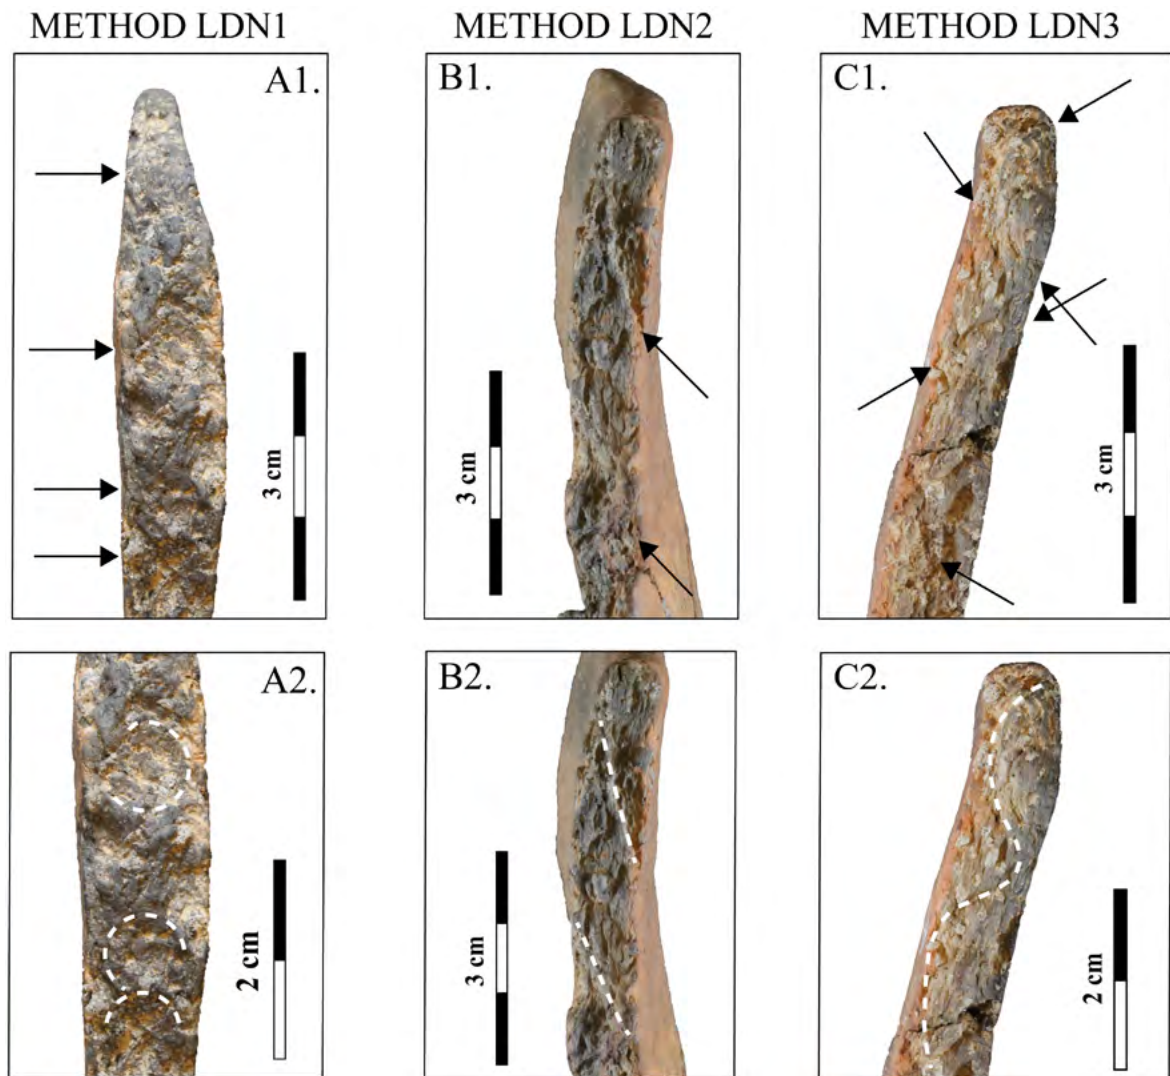 METHOD LDN1 METHOD LDN2 METHOD LDN3
A1. B1. C1.
3 cm 3 cm 3 cm
A2. B2. C2.
2 cm 3 cm 2 cm